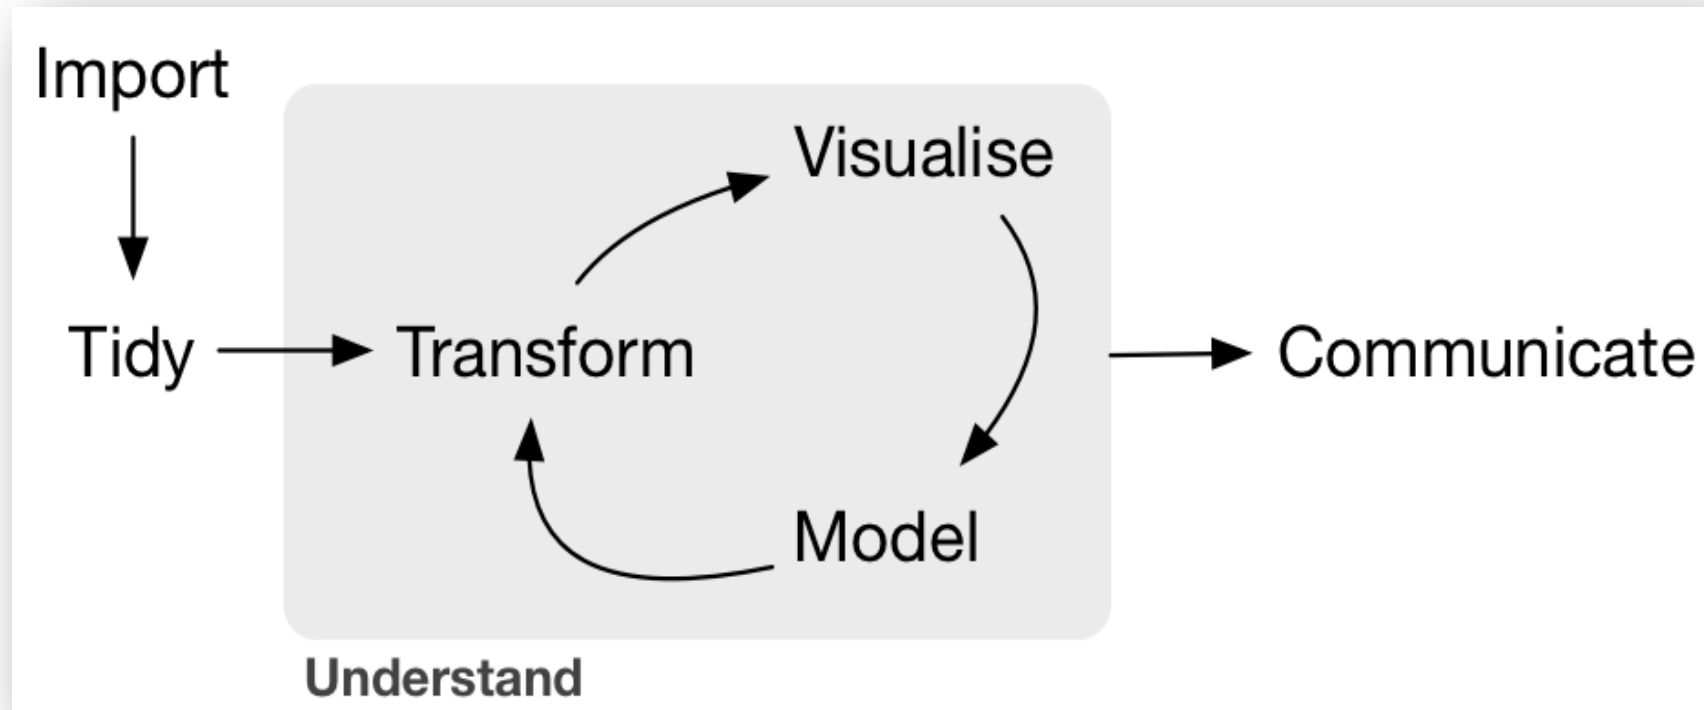 Import
Visualise
Tidy
Transform
Communicate
Model
Understand